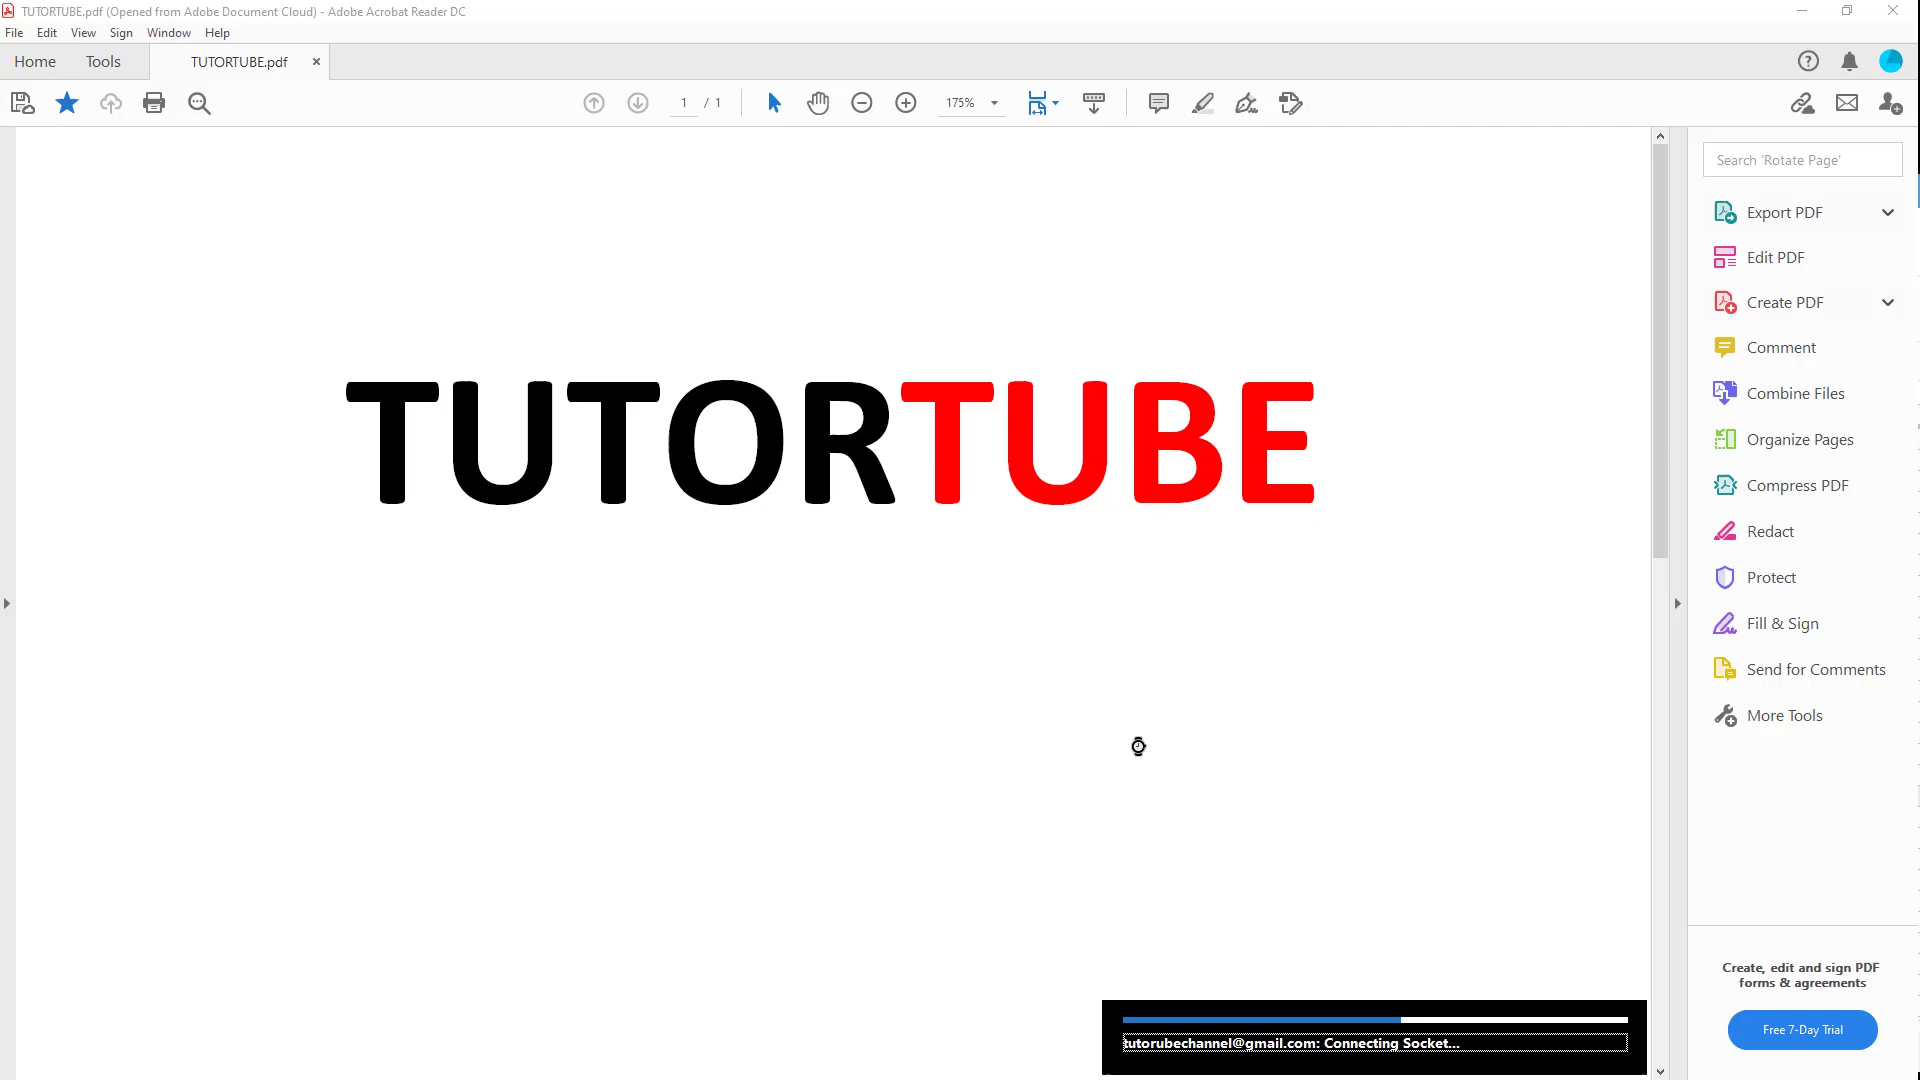 TUTORTUBE.pdf (Opened from Adobe Document Cloud) - Adobe Acrobat Reader DC
File Edit View Sign Window Help
Home Tools TUTORTUBE.pdf
1 / 1 175%
Search 'Rotate Page'
Export PDF
Edit PDF
Create PDF
Comment
Combine Files
Organize Pages
Compress PDF
Redact
Protect
Fill & Sign
Send for Comments
More Tools
TUTORTUBE
Create, edit and sign PDF
forms & agreements
Free 7-Day Trial
tutorubechannel@gmail.com: Connecting Socket...